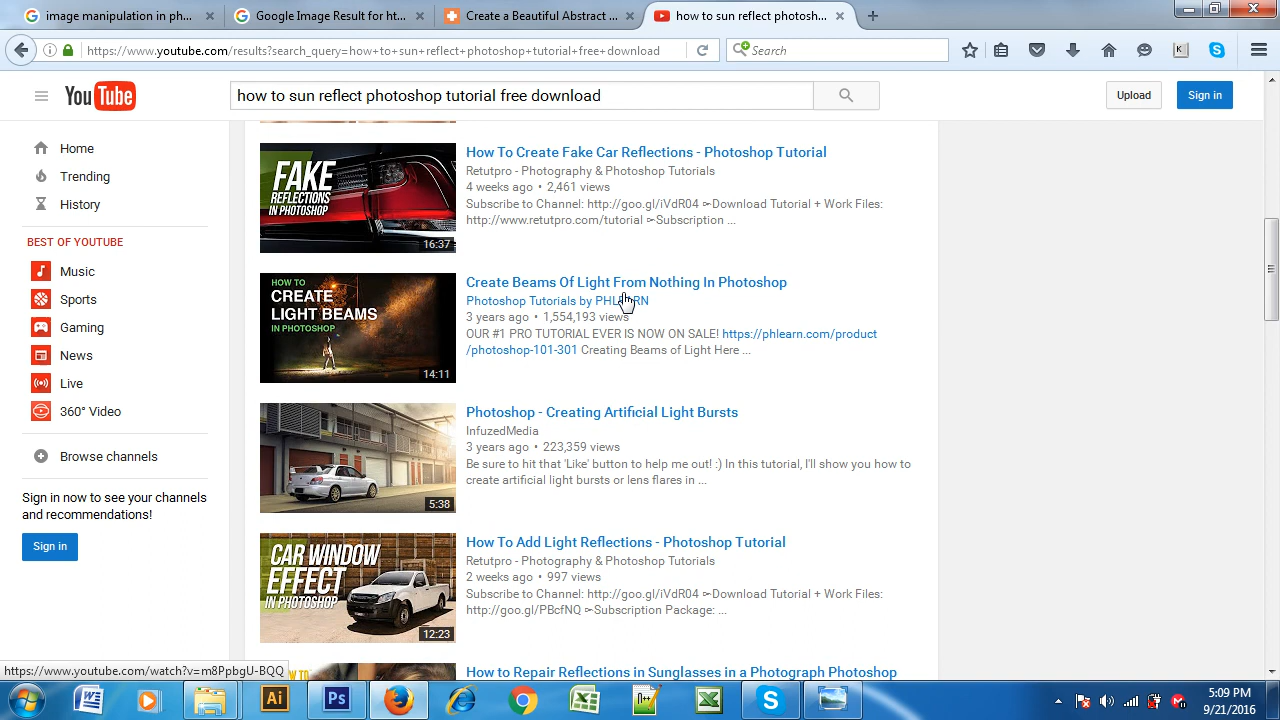 image manipulation in ph...
Google Image Result for ht...
Create a Beautiful Abstract ...
how to sun reflect photosh...
https://www.youtube.com/results?search_query=how+to+sun+reflect+photoshop+tutorial+free+download
Search
YouTube
how to sun reflect photoshop tutorial free download
Upload
Sign in
Home
Trending
History
BEST OF YOUTUBE
Music
Sports
Gaming
News
Live
360° Video
Browse channels
Sign in now to see your channels
and recommendations!
Sign in
FAKE
REFLECTIONS
IN PHOTOSHOP
16:37
How To Create Fake Car Reflections - Photoshop Tutorial
Retutpro - Photography & Photoshop Tutorials
4 weeks ago • 2,461 views
Subscribe to Channel: http://goo.gl/iVdR04 ➢Download Tutorial + Work Files:
http://www.retutpro.com/tutorial ➢Subscription ...
HOW TO
CREATE
LIGHT BEAMS
IN PHOTOSHOP
14:11
Create Beams Of Light From Nothing In Photoshop
Photoshop Tutorials by PHLEARN
3 years ago • 1,554,193 views
OUR #1 PRO TUTORIAL EVER IS NOW ON SALE! https://phlearn.com/product
/photoshop-101-301 Creating Beams of Light Here ...
5:38
Photoshop - Creating Artificial Light Bursts
InfuzedMedia
3 years ago • 223,359 views
Be sure to hit that 'Like' button to help me out! :) In this tutorial, I'll show you how to
create artificial light bursts or lens flares in ...
CAR WINDOW
EFFECT
IN PHOTOSHOP
12:23
How To Add Light Reflections - Photoshop Tutorial
Retutpro - Photography & Photoshop Tutorials
2 weeks ago • 997 views
Subscribe to Channel: http://goo.gl/iVdR04 ➢Download Tutorial + Work Files:
http://goo.gl/PBcfNQ ➢Subscription Package: ...
How to Repair Reflections in Sunglasses in a Photograph Photoshop
https://www.youtube.com/watch?v=m8PpbgU-BQQ
Ai
Ps
5:09 PM
9/21/2016